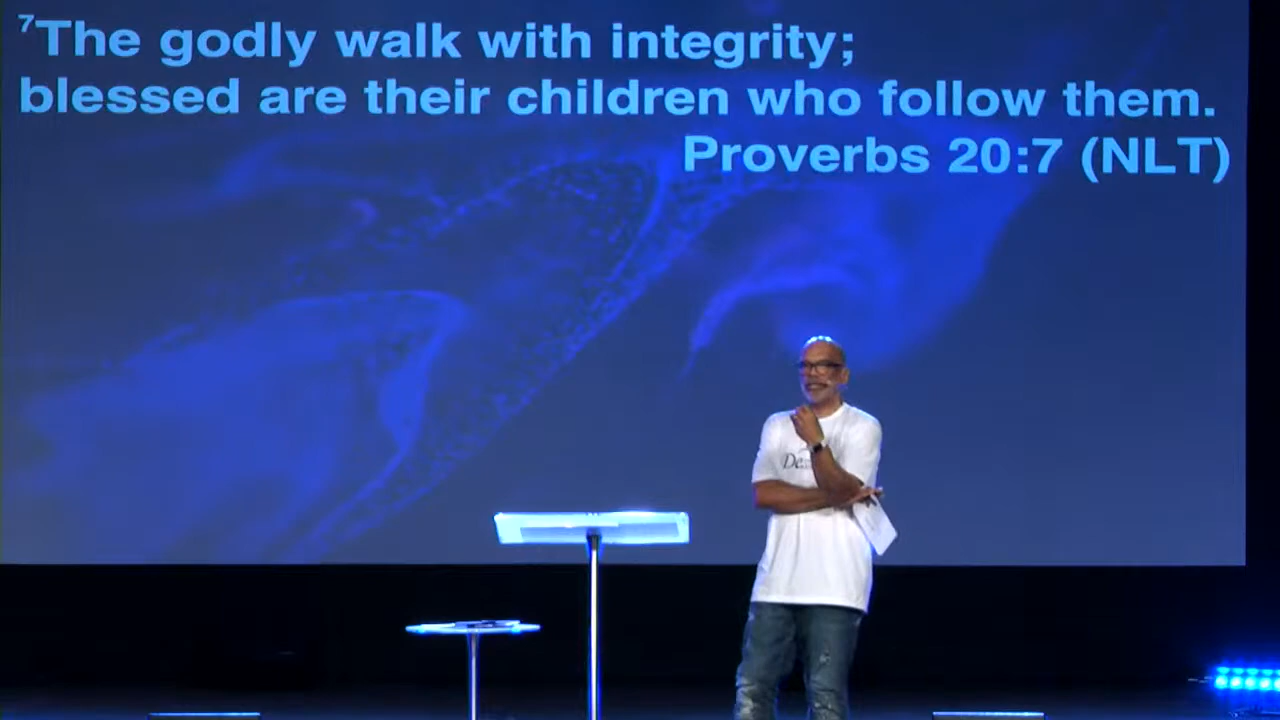 ⁷The godly walk with integrity;
blessed are their children who follow them.
Proverbs 20:7 (NLT)